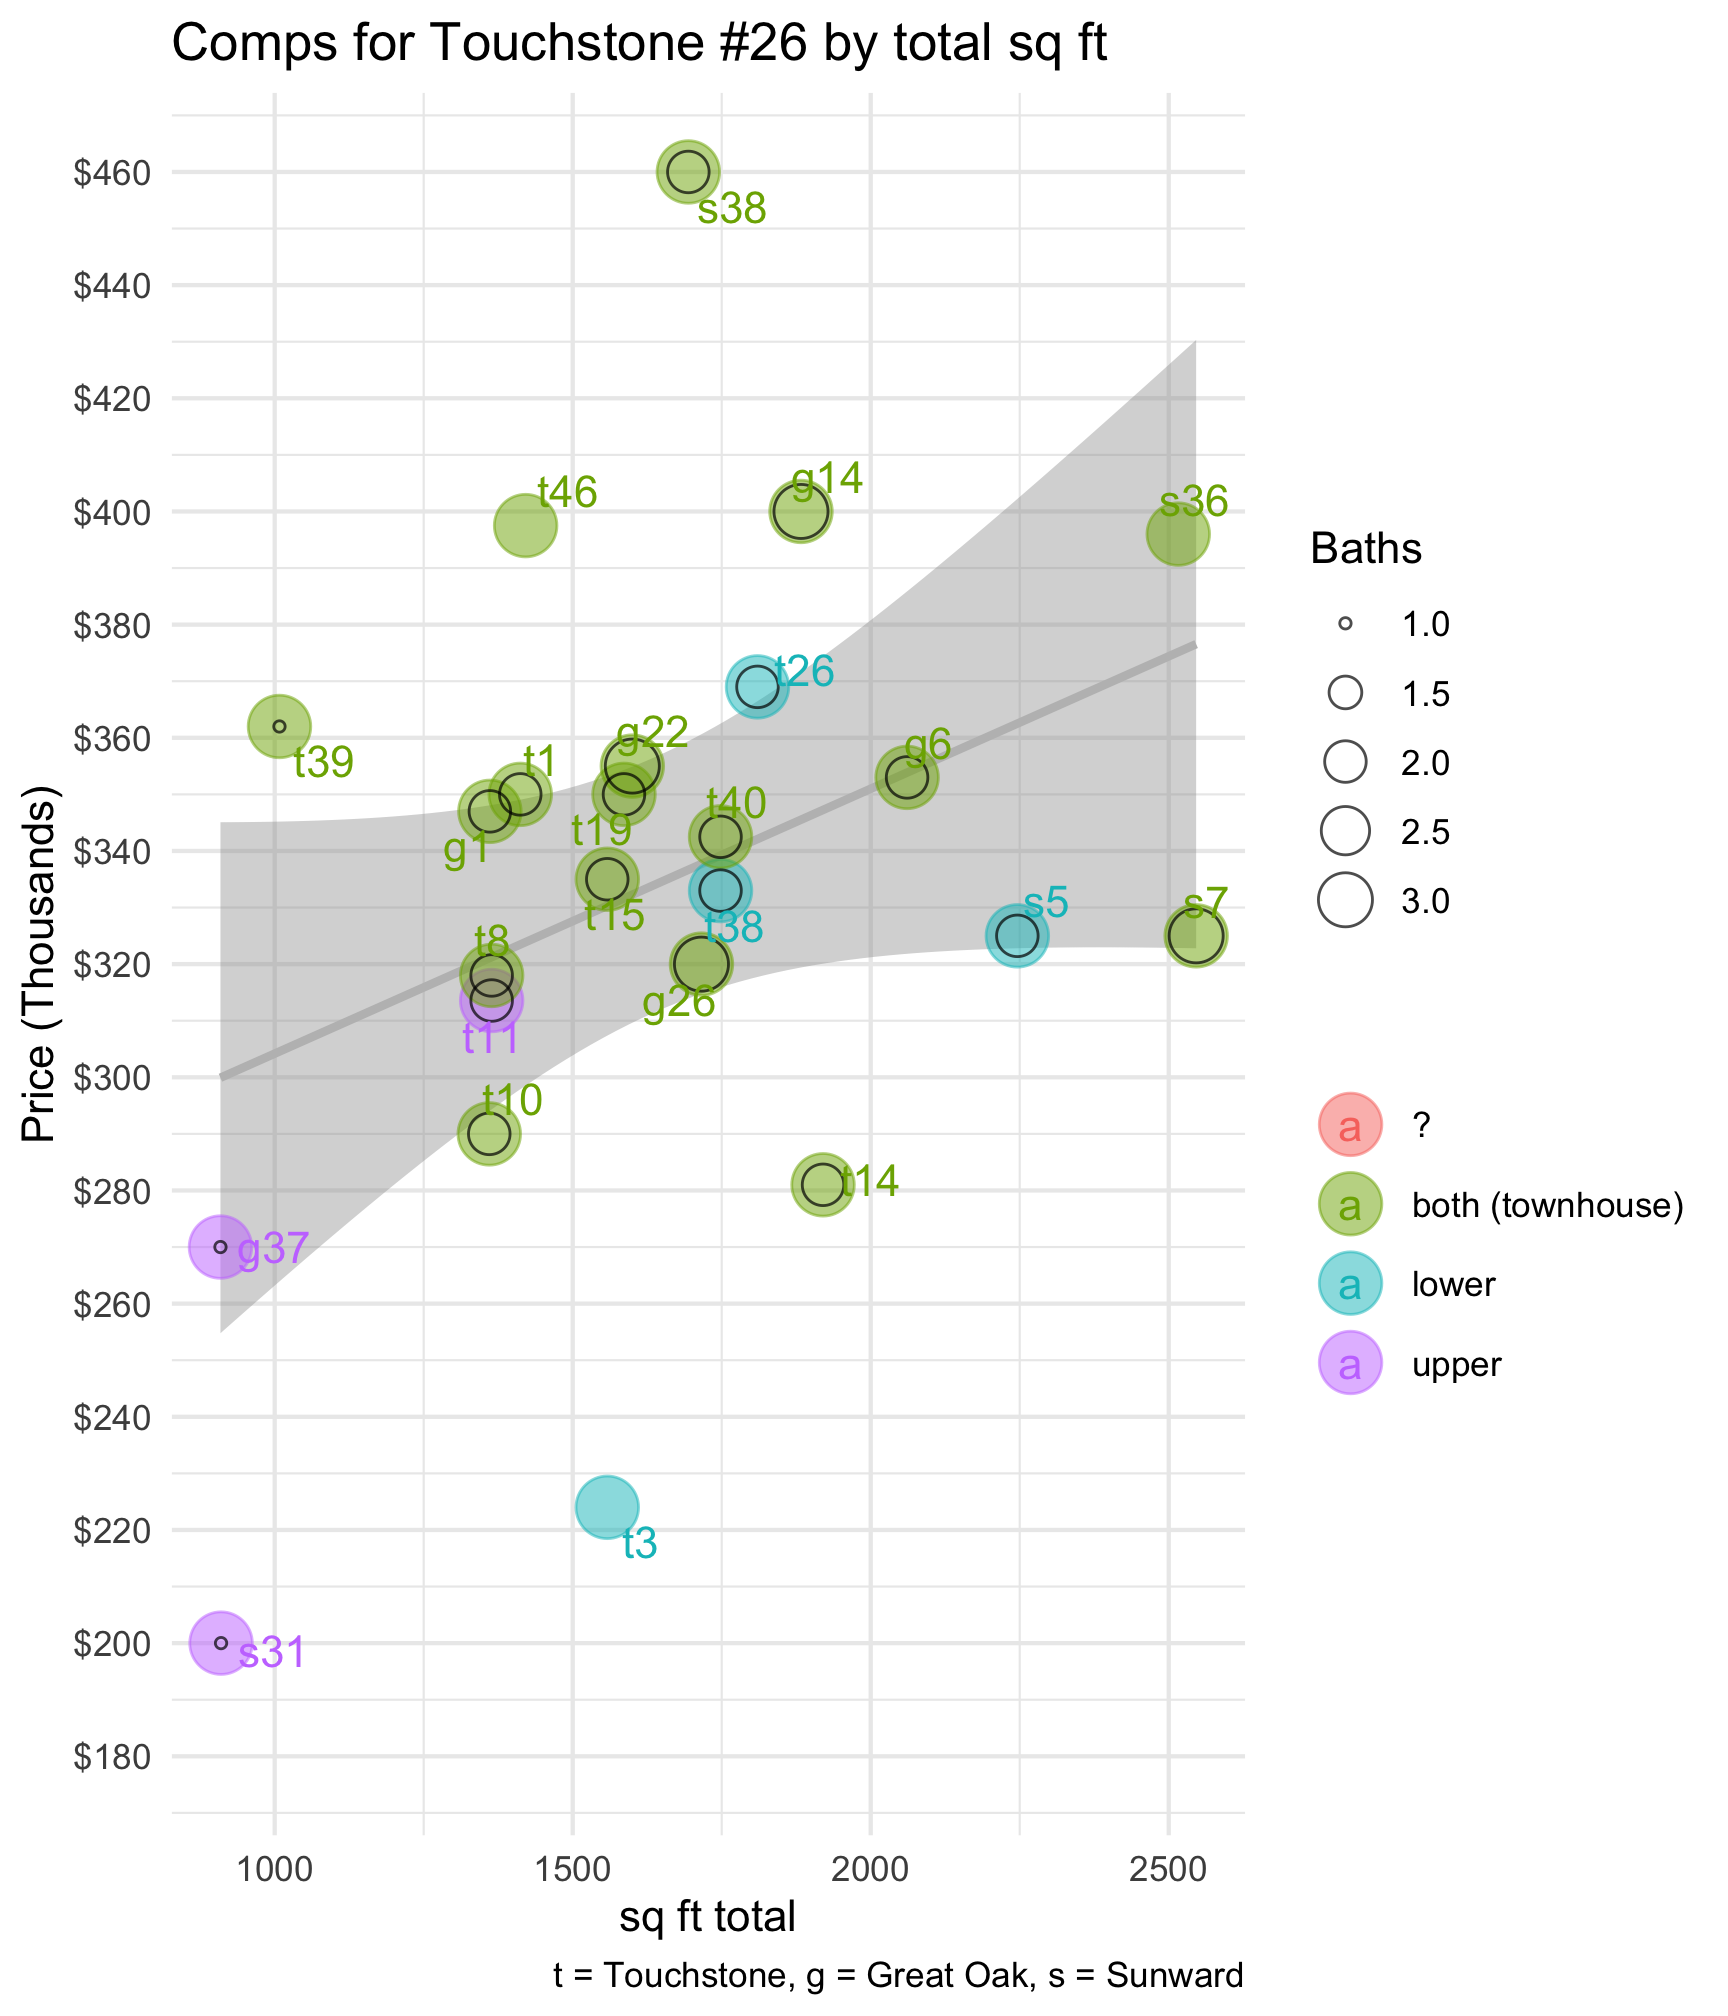 Comps for Touchstone #26 by total sq ft
$460
s38
$440
$420
t46
g14
s36
$400
$380
t26
t39
$360
t1
g22
g6
g1
t19
t40
$340
t15
t38
s5
s7
t8
$320
g26
t11
$300
t10
t14
$280
g37
$260
$240
$220
t3
$200
s31
$180
Price (Thousands)
1000 1500 2000 2500
sq ft total
t = Touchstone, g = Great Oak, s = Sunward
Baths
1.0
1.5
2.0
2.5
3.0
a ?
a both (townhouse)
a lower
a upper